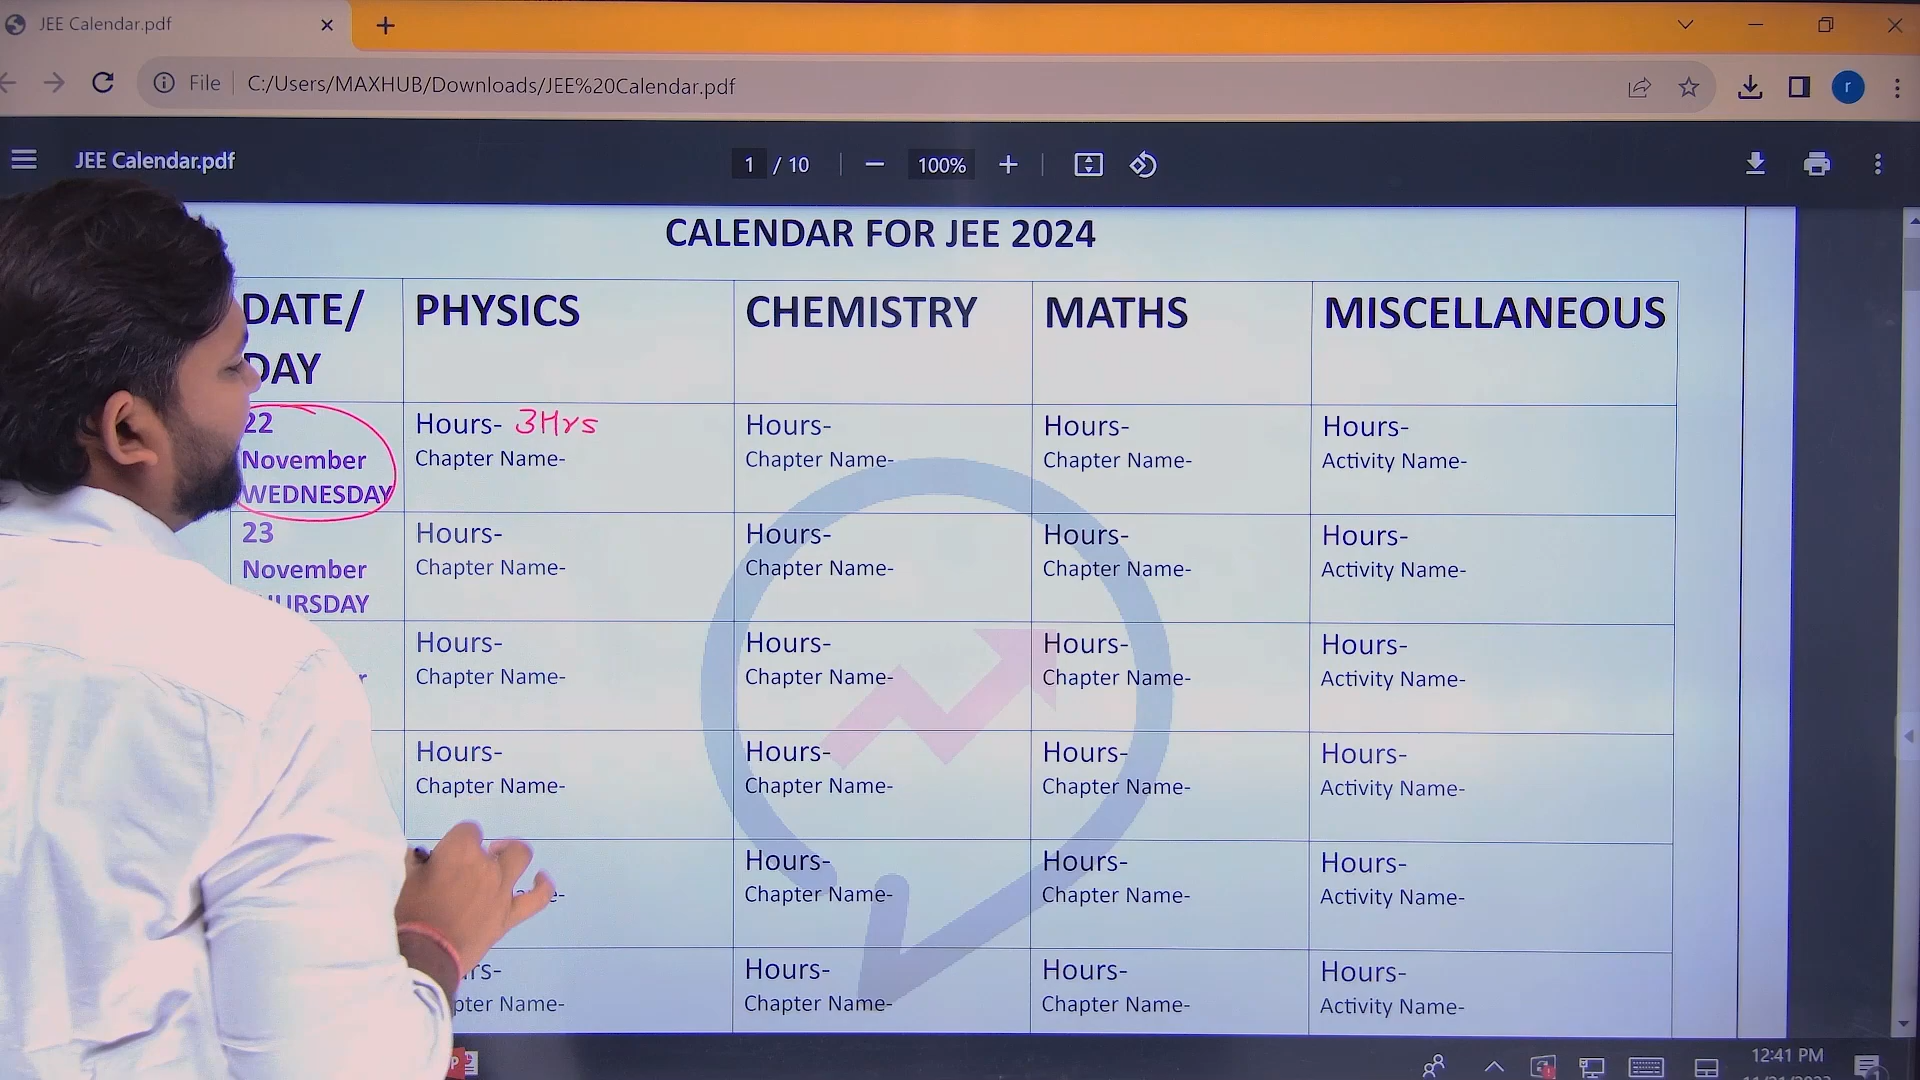 JEE Calendar.pdf
File
C:/Users/MAXHUB/Downloads/JEE%20Calendar.pdf
r
JEE Calendar.pdf
1 / 10
100%
CALENDAR FOR JEE 2024
DATE/
DAY
PHYSICS
CHEMISTRY
MATHS
MISCELLANEOUS
22
November
WEDNESDAY
Hours- 3Hrs
Chapter Name-
Hours-
Chapter Name-
Hours-
Chapter Name-
Hours-
Activity Name-
23
November
Hours-
Chapter Name-
Hours-
Chapter Name-
Hours-
Chapter Name-
Hours-
Activity Name-
Hours-
Chapter Name-
Hours-
Chapter Name-
Hours-
Chapter Name-
Hours-
Activity Name-
Hours-
Chapter Name-
Hours-
Chapter Name-
Hours-
Chapter Name-
Hours-
Activity Name-
Hours-
Chapter Name-
Hours-
Chapter Name-
Hours-
Activity Name-
Name-
Hours-
Chapter Name-
Hours-
Chapter Name-
Hours-
Activity Name-
12:41 PM